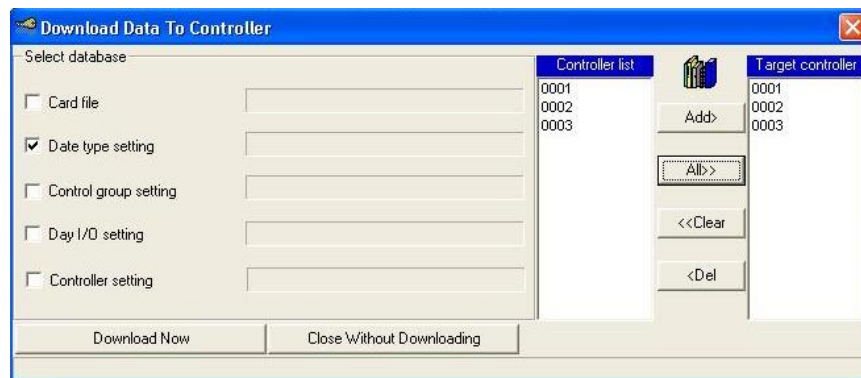 Download Data To Controller
Select database
Card file
Date type setting
Control group setting
Day I/O setting
Controller setting
Controller list
0001
0002
0003
Add>
All>>
<<Clear
<Del
Target controller
0001
0002
0003
Download Now
Close Without Downloading